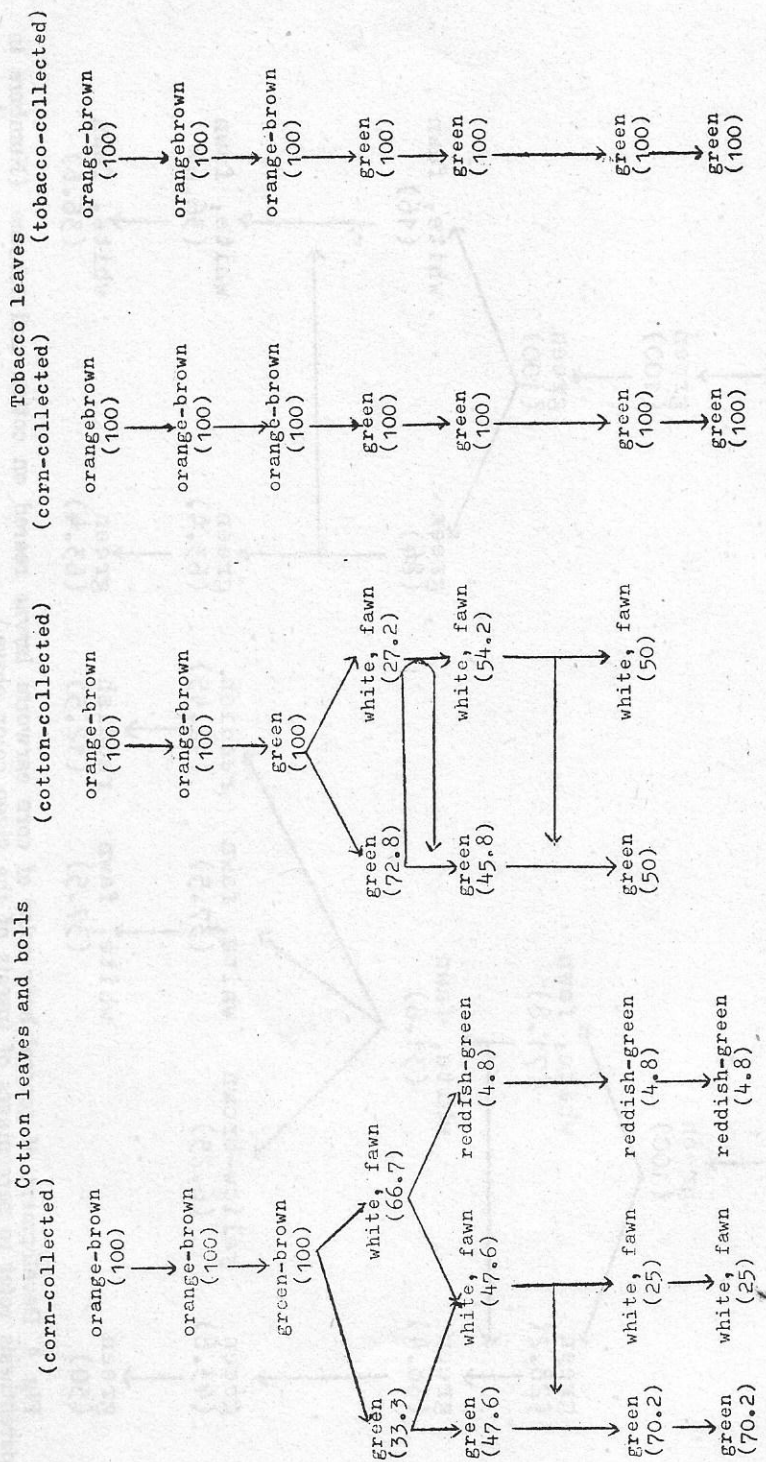 Cotton leaves and bolls
Tobacco leaves
(corn-collected)
(cotton-collected)
(corn-collected)
(tobacco-collected)
orange-brown
(100)
orange-brown
(100)
green-brown
(100)
green
(33.3)
white, fawn
(66.7)
green
(47.6)
white, fawn
(47.6)
reddish-green
(4.8)
green
(70.2)
white, fawn
(25)
reddish-green
(4.8)
green
(70.2)
white, fawn
(25)
reddish-green
(4.8)
orange-brown
(100)
orange-brown
(100)
green
(100)
green
(72.8)
white, fawn
(27.2)
green
(45.8)
white, fawn
(54.2)
green
(50)
white, fawn
(50)
orangebrown
(100)
orange-brown
(100)
orange-brown
(100)
green
(100)
green
(100)
green
(100)
green
(100)
orange-brown
(100)
orangebrown
(100)
orange-brown
(100)
green
(100)
green
(100)
green
(100)
green
(100)